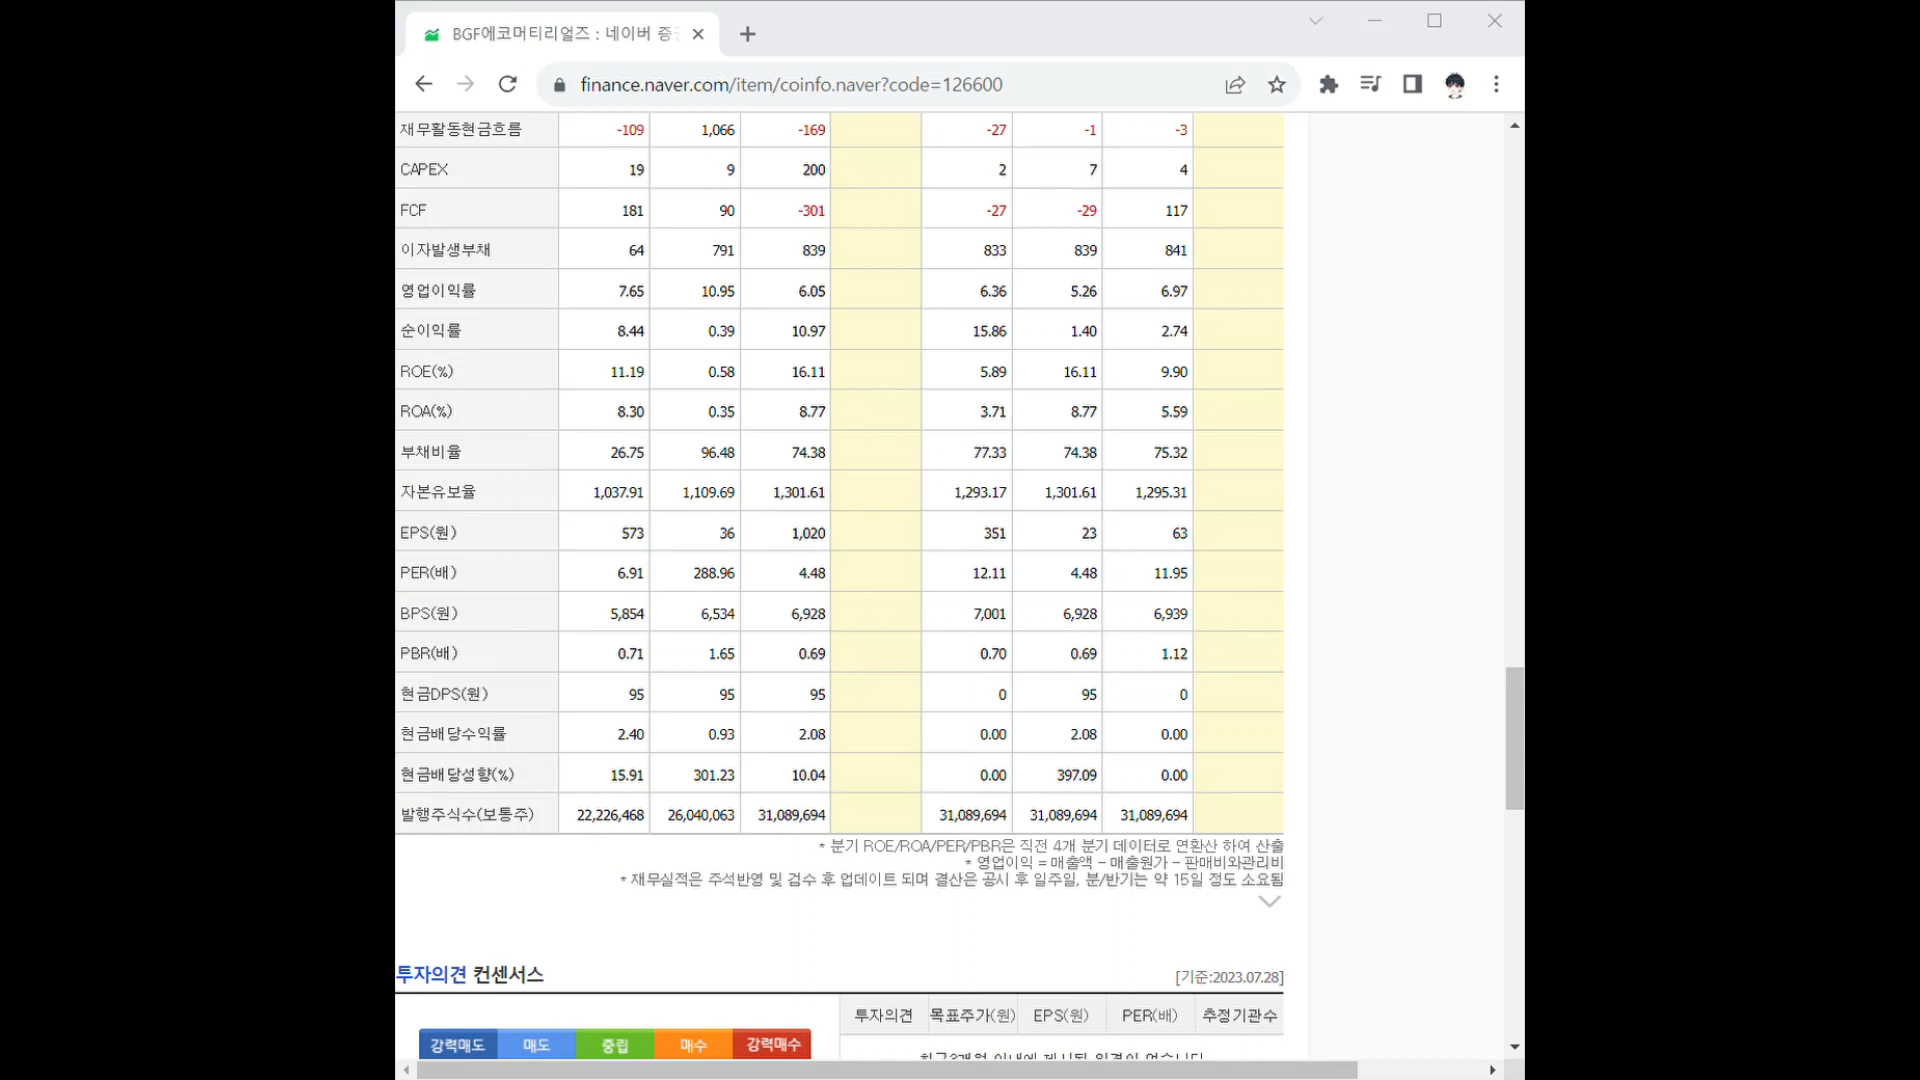 BGF에코머티리얼즈 : 네이버 증
finance.naver.com/item/coinfo.naver?code=126600
재무활동현금흐름 -109 1,066 -169 -27 -1 -3
CAPEX 19 9 200 2 7 4
FCF 181 90 -301 -27 -29 117
이자발생부채 64 791 839 833 839 841
영업이익률 7.65 10.95 6.05 6.36 5.26 6.97
순이익률 8.44 0.39 10.97 15.86 1.40 2.74
ROE(%) 11.19 0.58 16.11 5.89 16.11 9.90
ROA(%) 8.30 0.35 8.77 3.71 8.77 5.59
부채비율 26.75 96.48 74.38 77.33 74.38 75.32
자본유보율 1,037.91 1,109.69 1,301.61 1,293.17 1,301.61 1,295.31
EPS(원) 573 36 1,020 351 23 63
PER(배) 6.91 288.96 4.48 12.11 4.48 11.95
BPS(원) 5,854 6,534 6,928 7,001 6,928 6,939
PBR(배) 0.71 1.65 0.69 0.70 0.69 1.12
현금DPS(원) 95 95 95 0 95 0
현금배당수익률 2.40 0.93 2.08 0.00 2.08 0.00
현금배당성향(%) 15.91 301.23 10.04 0.00 397.09 0.00
발행주식수(보통주) 22,226,468 26,040,063 31,089,694 31,089,694 31,089,694 31,089,694
* 분기 ROE/ROA/PER/PBR은 직전 4개 분기 데이터로 연환산 하여 산출
* 영업이익 = 매출액 - 매출원가 - 판매비와관리비
* 재무실적은 주석반영 및 검수 후 업데이트 되며 결산은 공시 후 일주일, 분/반기는 약 15일 정도 소요됨
투자의견 컨센서스 [기준:2023.07.28]
투자의견 목표주가(원) EPS(원) PER(배) 추정기관수
강력매도 매도 중립 매수 강력매수